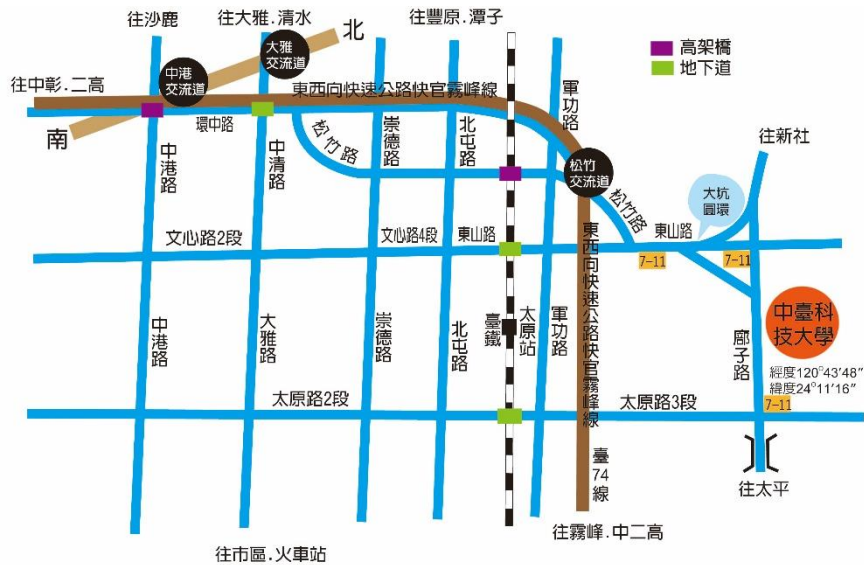 往沙鹿
往大雅.清水
北
往豐原.潭子
高架橋
地下道
大雅
交流道
中港
交流道
往中彰.二高
東西向快速公路快官霧峰線
軍功路
南
環中路
松竹路
崇德路
北屯路
往新社
中港路
中清路
松竹
交流道
松竹路
大坑
圓環
文心路2段
文心路4段
東山路
東山路
7-11
7-11
東西向快速公路快官霧峰線
中臺科
技大學
中港路
大雅路
崇德路
北屯路
臺鐵
太原站
軍功路
廍子路
經度120°43'48"
緯度24°11'16"
太原路2段
太原路3段
7-11
臺74線
往太平
往市區.火車站
往霧峰.中二高